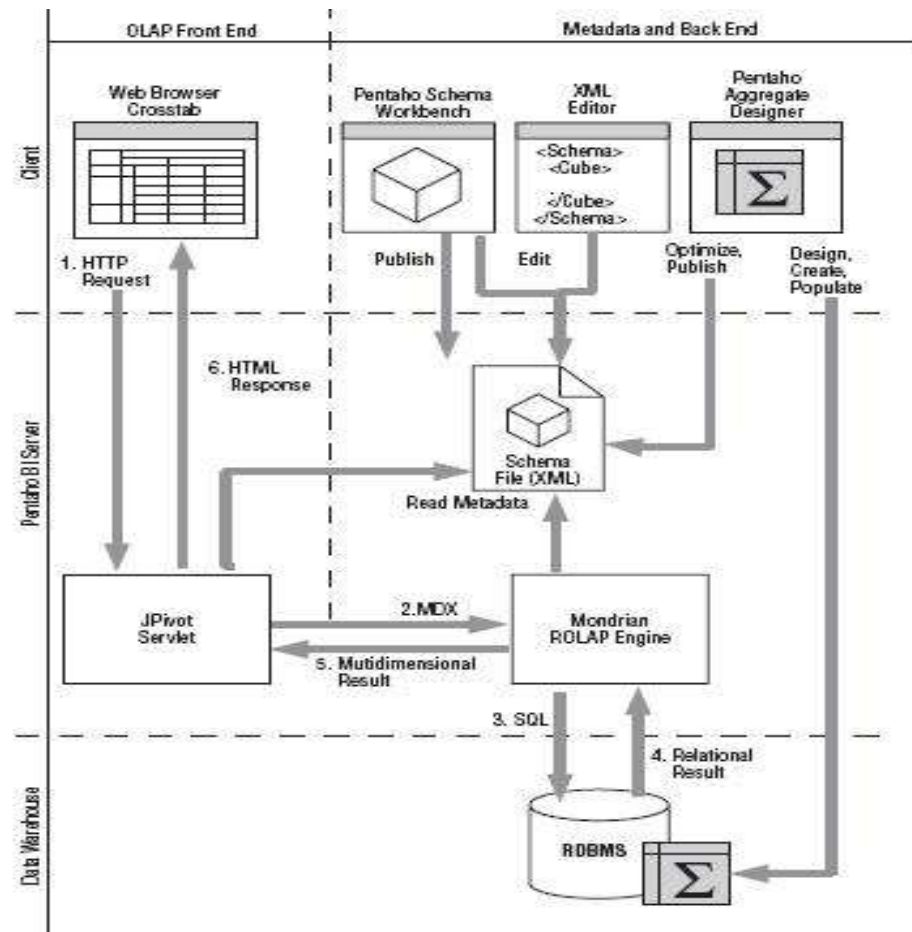 OLAP Front End
Metadata and Back End
Client
Web Browser
Crosstab
Pentaho Schema
Workbench
XML
Editor
Pentaho
Aggregate
Designer
<Schema>
<Cube>
</Cube>
</Schema>
Σ
1. HTTP
Request
Publish
Edit
Optimize,
Publish
Design,
Create,
Populate
Pentaho BI Server
6. HTML
Response
Schema
File (XML)
Read Metadata
JPivot
Servlet
2.MDX
Mondrian
ROLAP Engine
5. Mutidimensional
Result
3. SQL
4. Relational
Result
Data Warehouse
RDBMS
Σ